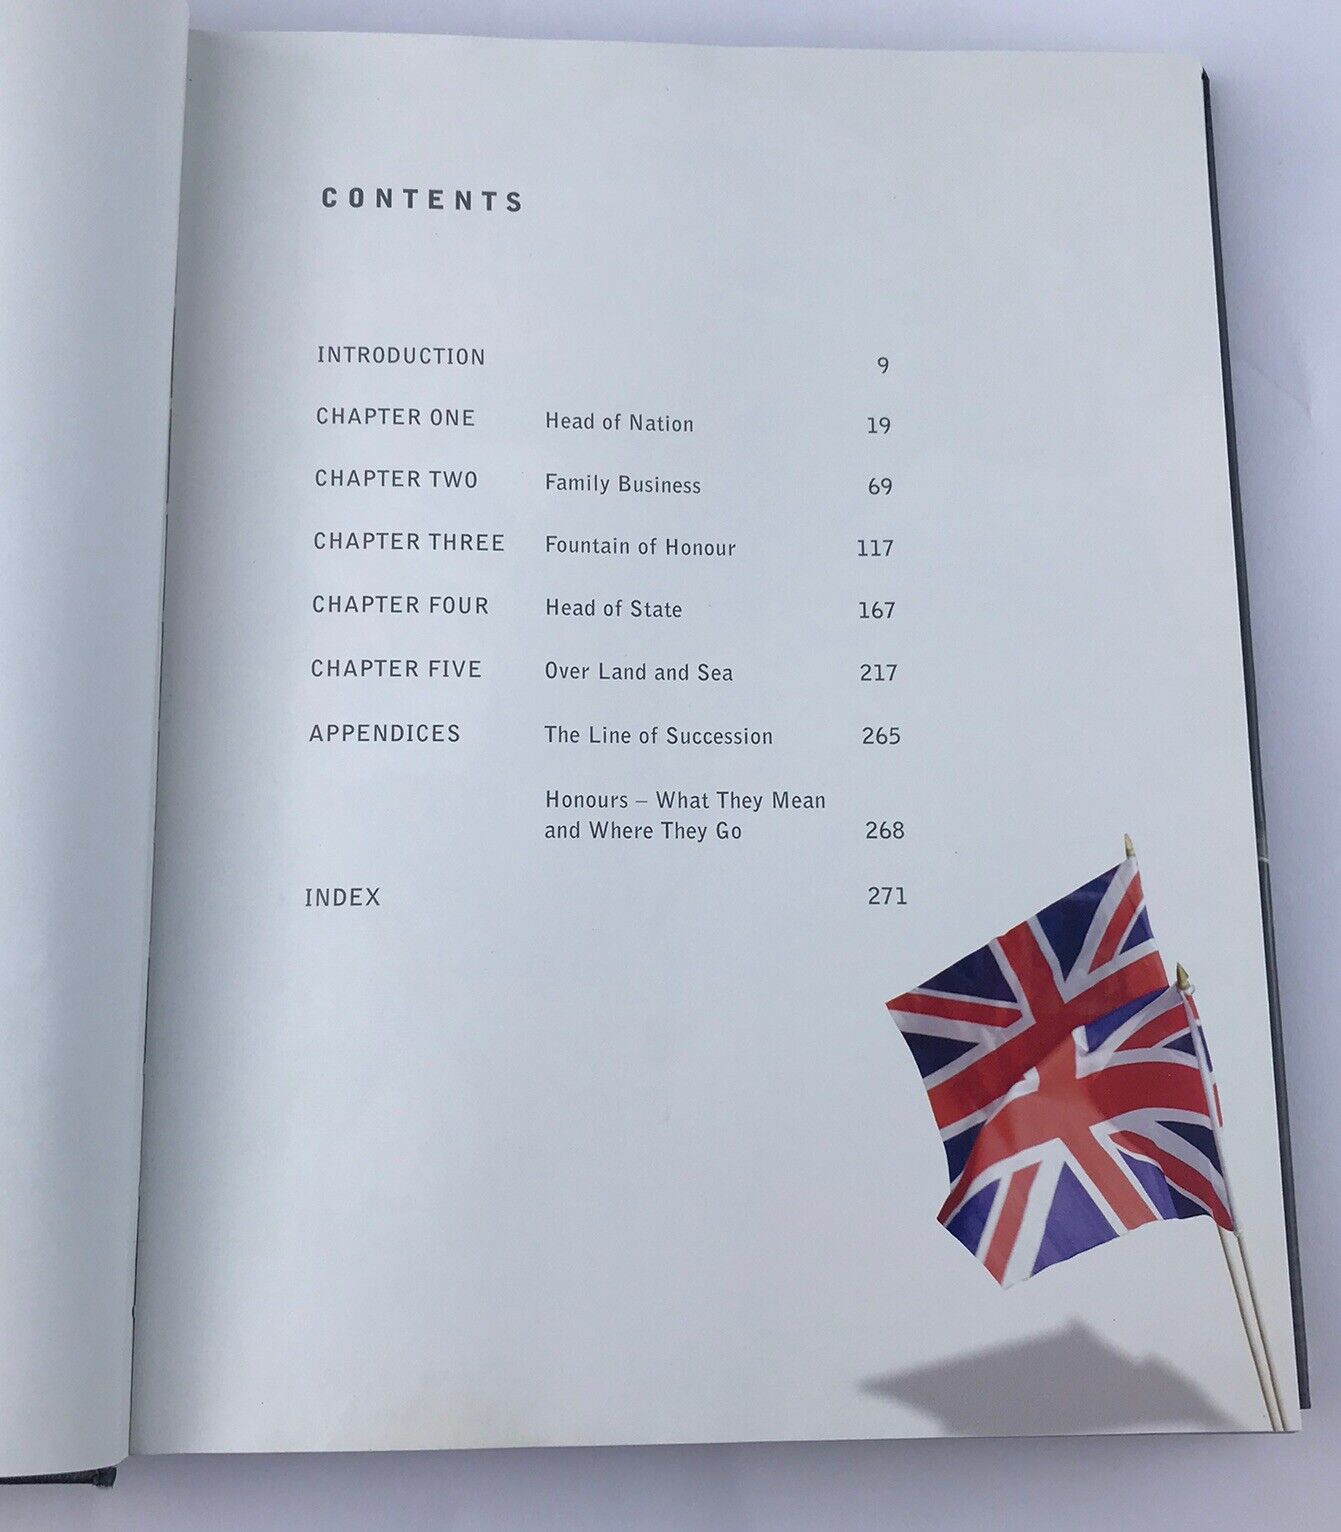 CONTENTS
INTRODUCTION 9
CHAPTER ONE Head of Nation 19
CHAPTER TWO Family Business 69
CHAPTER THREE Fountain of Honour 117
CHAPTER FOUR Head of State 167
CHAPTER FIVE Over Land and Sea 217
APPENDICES The Line of Succession 265
Honours – What They Mean
and Where They Go 268
INDEX 271